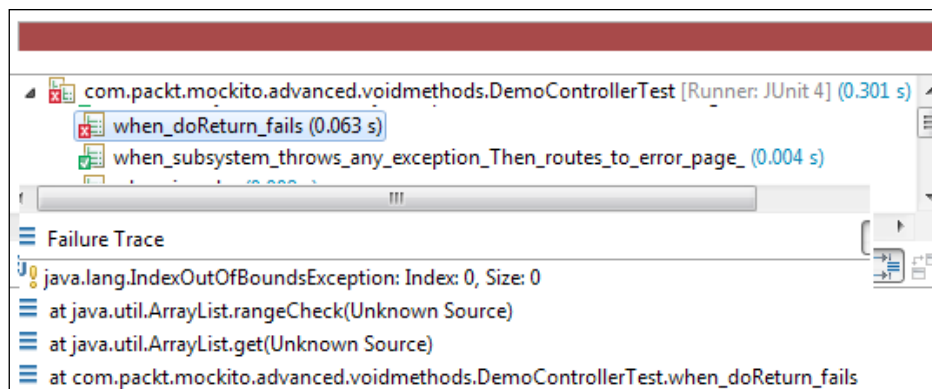 com.packt.mockito.advanced.voidmethods.DemoControllerTest [Runner: JUnit 4] (0.301 s)
when_doReturn_fails (0.063 s)
when_subsystem_throws_any_exception_Then_routes_to_error_page_ (0.004 s)
Failure Trace
java.lang.IndexOutOfBoundsException: Index: 0, Size: 0
at java.util.ArrayList.rangeCheck(Unknown Source)
at java.util.ArrayList.get(Unknown Source)
at com.packt.mockito.advanced.voidmethods.DemoControllerTest.when_doReturn_fails